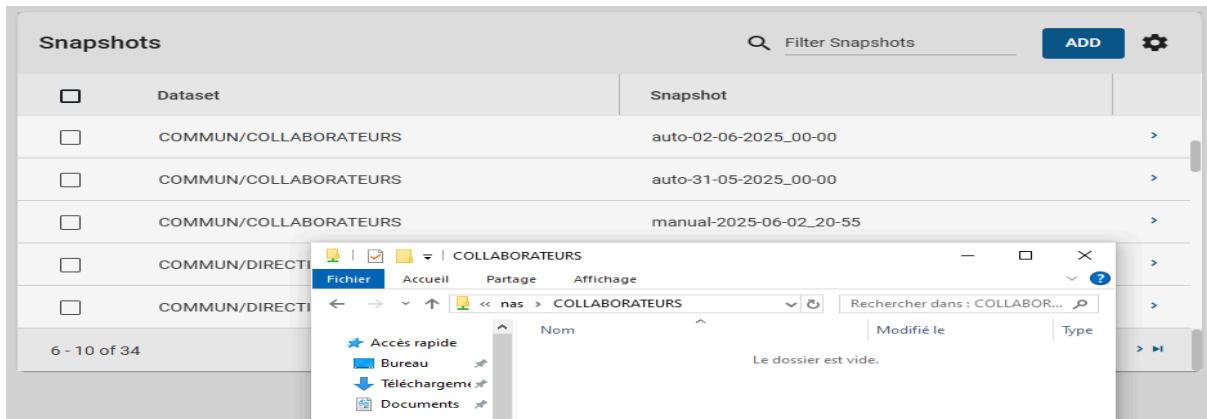 Snapshots Filter Snapshots ADD
Dataset Snapshot
COMMUN/COLLABORATEURS auto-02-06-2025_00-00
COMMUN/COLLABORATEURS auto-31-05-2025_00-00
COMMUN/COLLABORATEURS manual-2025-06-02_20-55
COMMUN/DIRECTI
COMMUN/DIRECTI
6 - 10 of 34
COLLABORATEURS
Fichier Accueil Partage Affichage
« nas > COLLABORATEURS Rechercher dans : COLLABOR...
Nom Modifié le Type
Accès rapide
Le dossier est vide.
Bureau
Téléchargeme
Documents